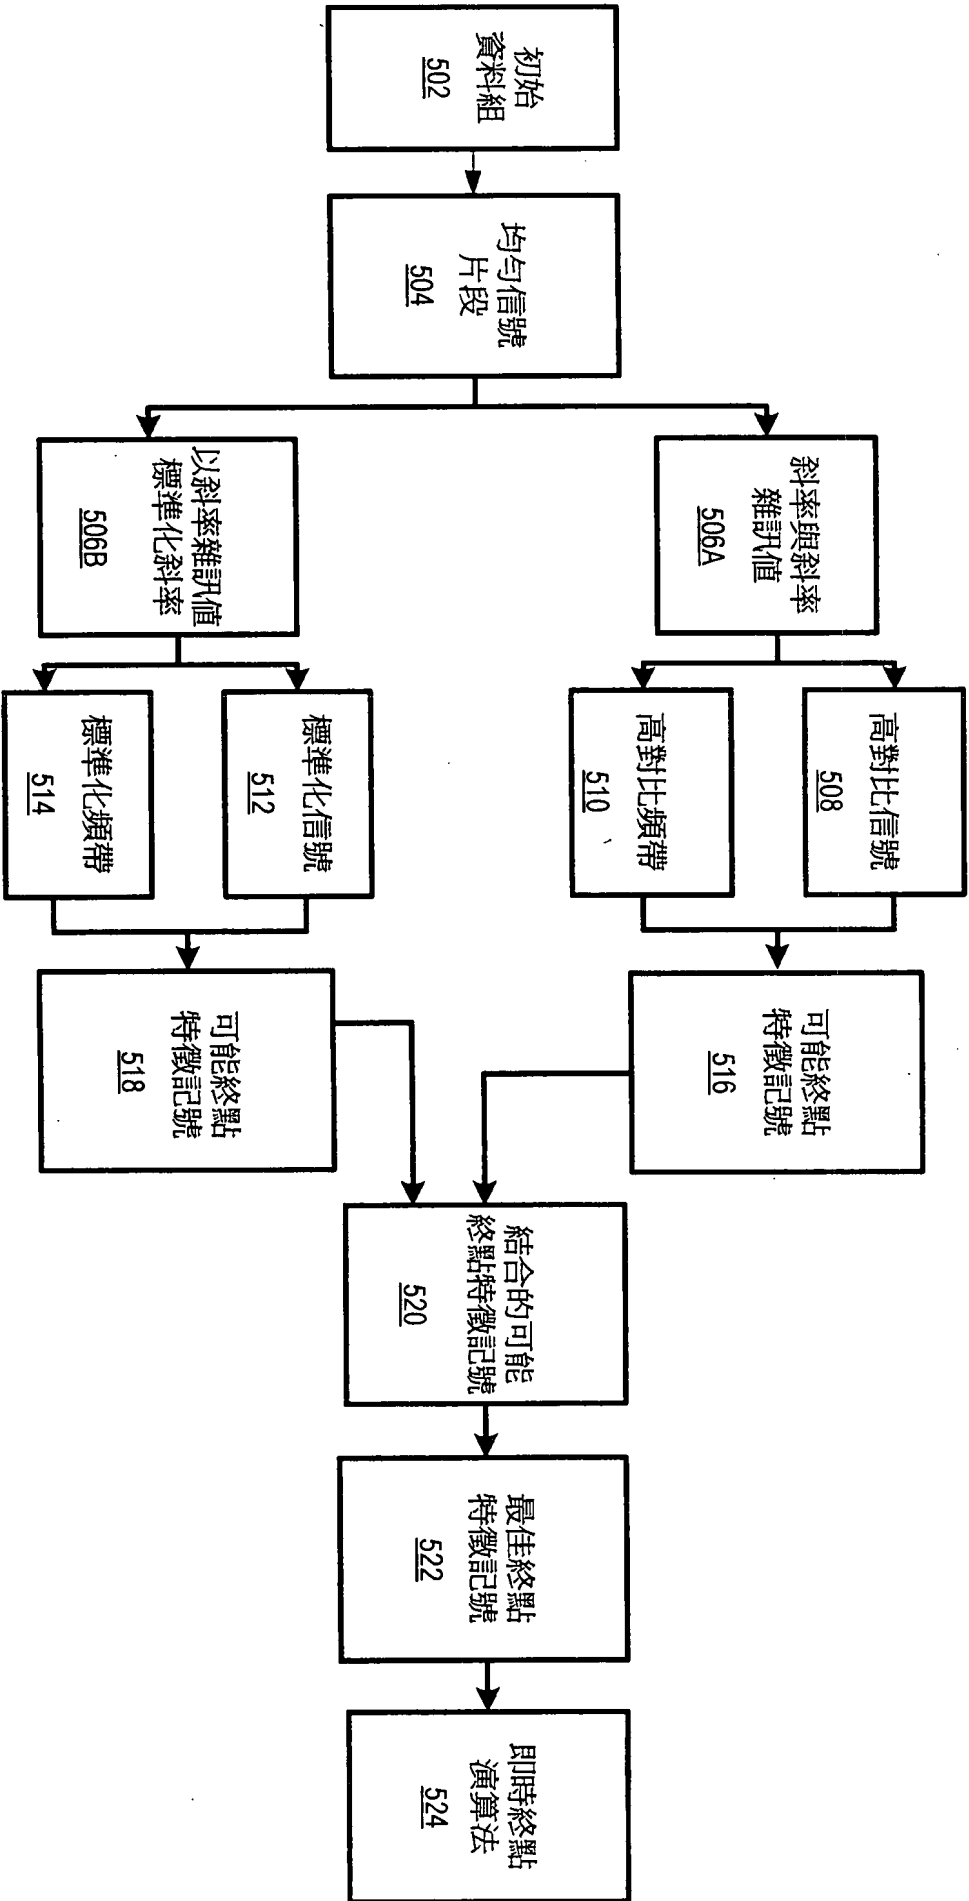 初始
資料組
502
均勻信號
片段
504
斜率與斜率
雜訊值
506A
以斜率雜訊值
標準化斜率
506B
高對比信號
508
高對比頻帶
510
標準化信號
512
標準化頻帶
514
可能終點
特徵記號
516
可能終點
特徵記號
518
結合的可能
終點特徵記號
520
最佳終點
特徵記號
522
即時終點
演算法
524